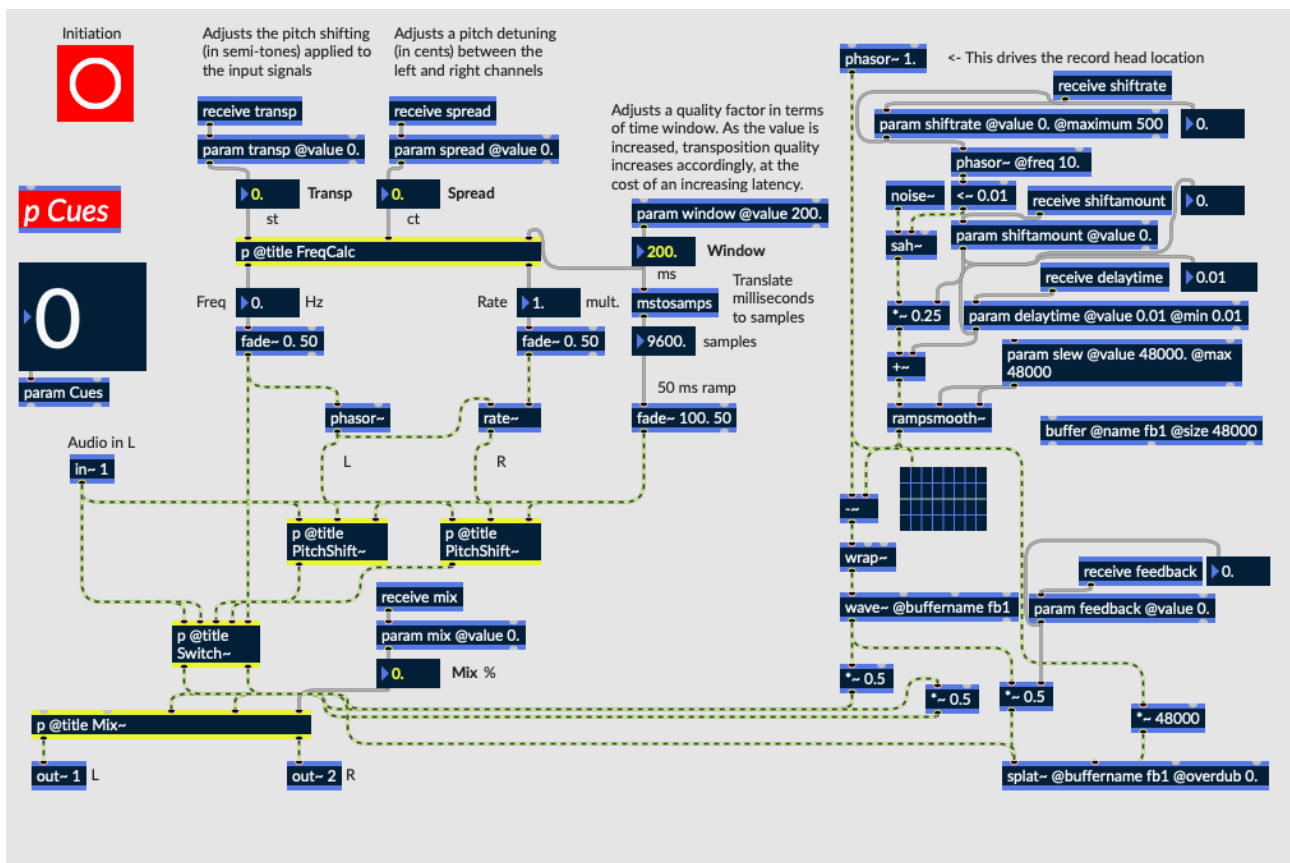 Initiation
Adjusts the pitch shifting
(in semi-tones) applied to
the input signals
Adjusts a pitch detuning
(in cents) between the
left and right channels
phasor~ 1.
<- This drives the record head location
receive shiftrate
receive transp
receive spread
Adjusts a quality factor in terms
of time window. As the value is
increased, transposition quality
increases accordingly, at the
cost of an increasing latency.
param shiftrate @value 0. @maximum 500
0.
param transp @value 0.
param spread @value 0.
phasor~ @freq 10.
p Cues
0.
Transp
0.
Spread
noise~
<~ 0.01
receive shiftamount
0.
st
ct
param window @value 200.
param shiftamount @value 0.
p @title FreqCalc
200.
Window
ms
sah~
receive delaytime
0.01
0
Freq
0.
Hz
Rate
1.
mult.
mstosamps
Translate
milliseconds
to samples
*~ 0.25
param delaytime @value 0.01 @min 0.01
fade~ 0. 50
fade~ 0. 50
9600.
samples
+~
param slew @value 48000. @max
48000
param Cues
50 ms ramp
phasor~
rate~
fade~ 100. 50
rampsmooth~
buffer @name fb1 @size 48000
Audio in L
in~ 1
L
R
-~
p @title
PitchShift~
p @title
PitchShift~
wrap~
receive feedback
0.
receive mix
wave~ @buffername fb1
param feedback @value 0.
p @title
Switch~
param mix @value 0.
0.
Mix %
*~ 0.5
*~ 0.5
*~ 0.5
*~ 48000
p @title Mix~
out~ 1
L
out~ 2
R
splat~ @buffername fb1 @overdub 0.